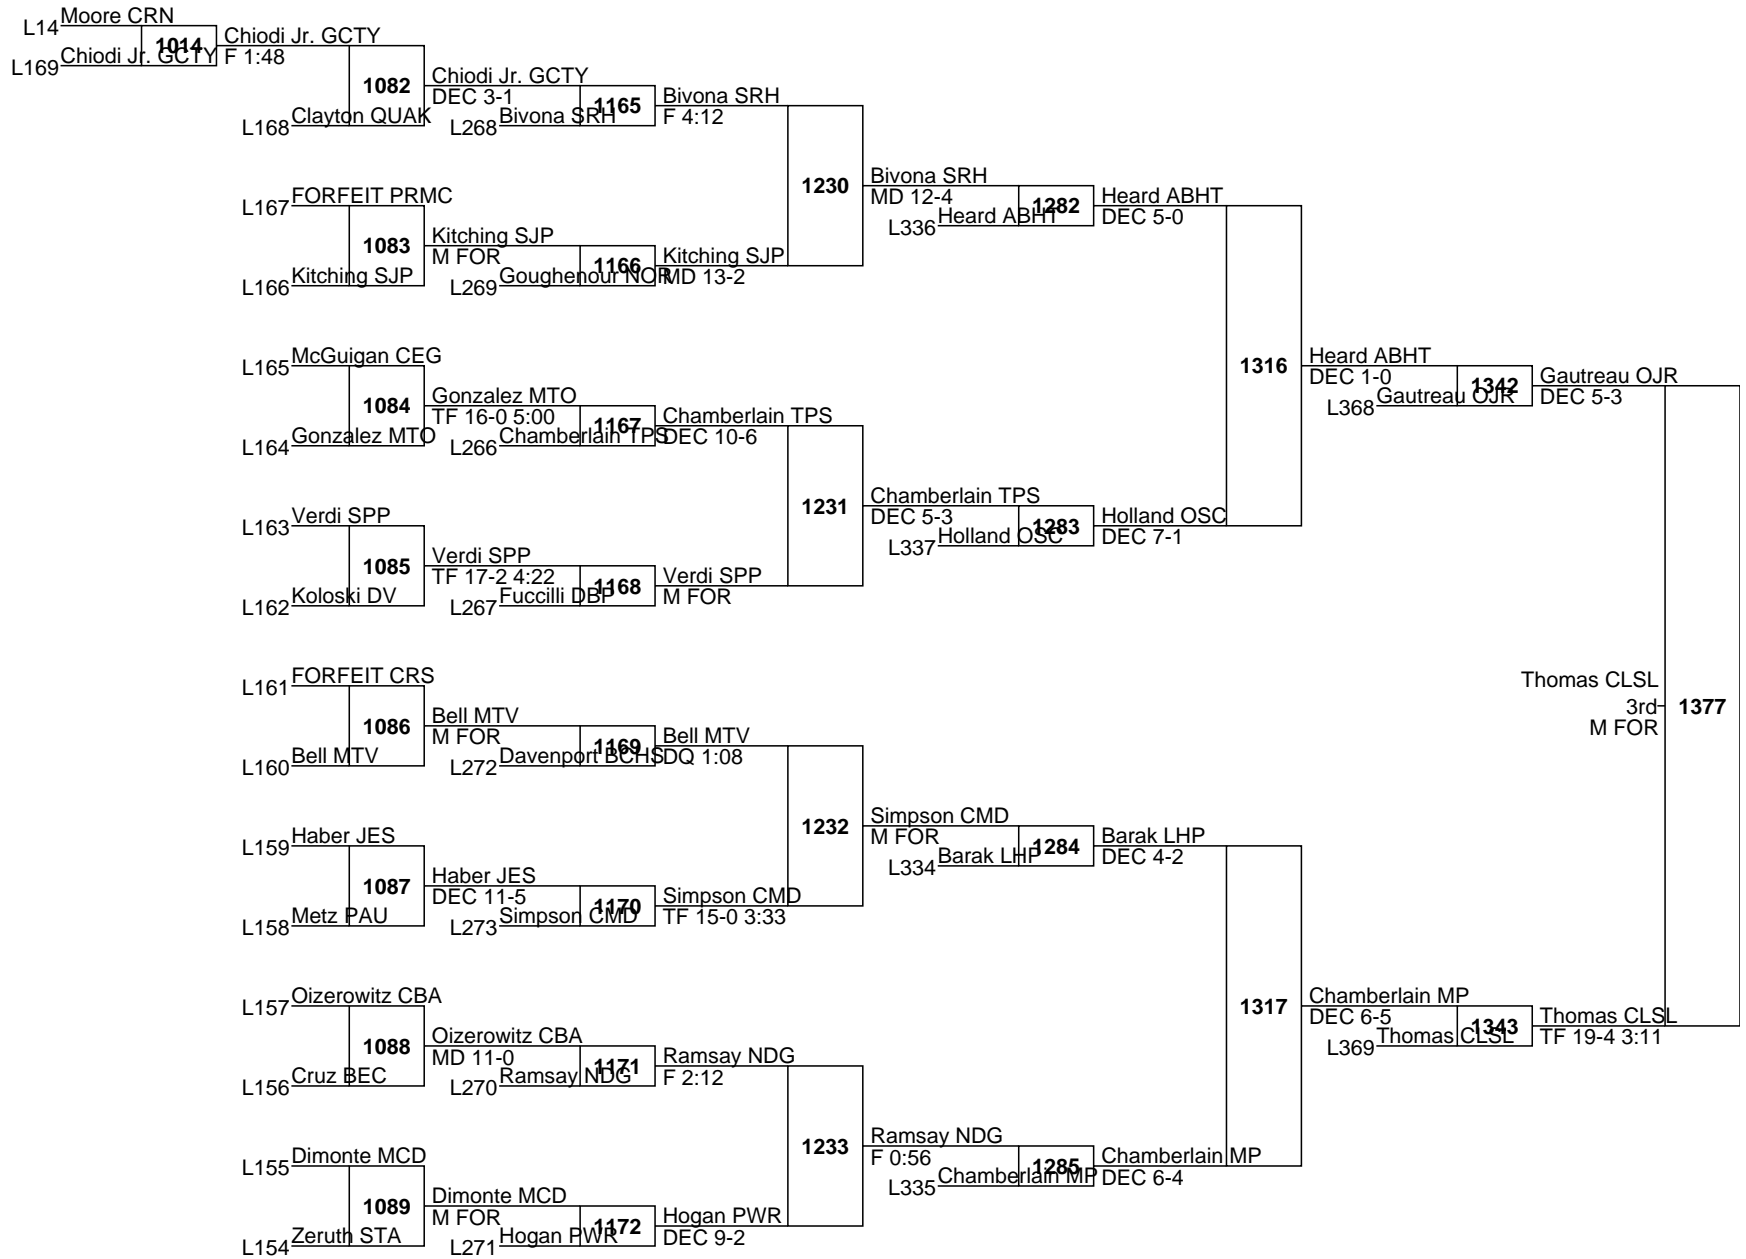 L14 Moore CRN
1014
L169 Chiodi Jr. GCTY
Chiodi Jr. GCTY
F 1:48
1082
L168 Clayton QUAK
Chiodi Jr. GCTY
DEC 3-1
1165
L268 Bivona SRH
Bivona SRH
F 4:12
L167 FORFEIT PRMC
1083
L166 Kitching SJP
Kitching SJP
M FOR
1166
L269 Goughenour NOR
Kitching SJP
MD 13-2
1230
Bivona SRH
MD 12-4
1282
L336 Heard ABHT
Heard ABHT
DEC 5-0
L165 McGuigan CEG
1084
L164 Gonzalez MTO
Gonzalez MTO
TF 16-0 5:00
1167
L266 Chamberlain TPS
Chamberlain TPS
DEC 10-6
L163 Verdi SPP
1085
L162 Koloski DV
Verdi SPP
TF 17-2 4:22
1168
L267 Fuccilli DBP
Verdi SPP
M FOR
1231
Chamberlain TPS
DEC 5-3
1283
L337 Holland OSC
Holland OSC
DEC 7-1
1316
Heard ABHT
DEC 1-0
1342
L368 Gautreau OJR
Gautreau OJR
DEC 5-3
L161 FORFEIT CRS
1086
L160 Bell MTV
Bell MTV
M FOR
1169
L272 Davenport BCHS
Bell MTV
DQ 1:08
L159 Haber JES
1087
L158 Metz PAU
Haber JES
DEC 11-5
1170
L273 Simpson CMD
Simpson CMD
TF 15-0 3:33
1232
Simpson CMD
M FOR
1284
L334 Barak LHP
Barak LHP
DEC 4-2
L157 Oizerowitz CBA
1088
L156 Cruz BEC
Oizerowitz CBA
MD 11-0
1171
L270 Ramsay NDG
Ramsay NDG
F 2:12
L155 Dimonte MCD
1089
L154 Zeruth STA
Dimonte MCD
M FOR
1172
L271 Hogan PWR
Hogan PWR
DEC 9-2
1233
Ramsay NDG
F 0:56
1285
L335 Chamberlain MP
Chamberlain MP
DEC 6-4
1317
Chamberlain MP
DEC 6-5
1343
L369 Thomas CLSL
Thomas CLSL
TF 19-4 3:11
Thomas CLSL
3rd
M FOR
1377